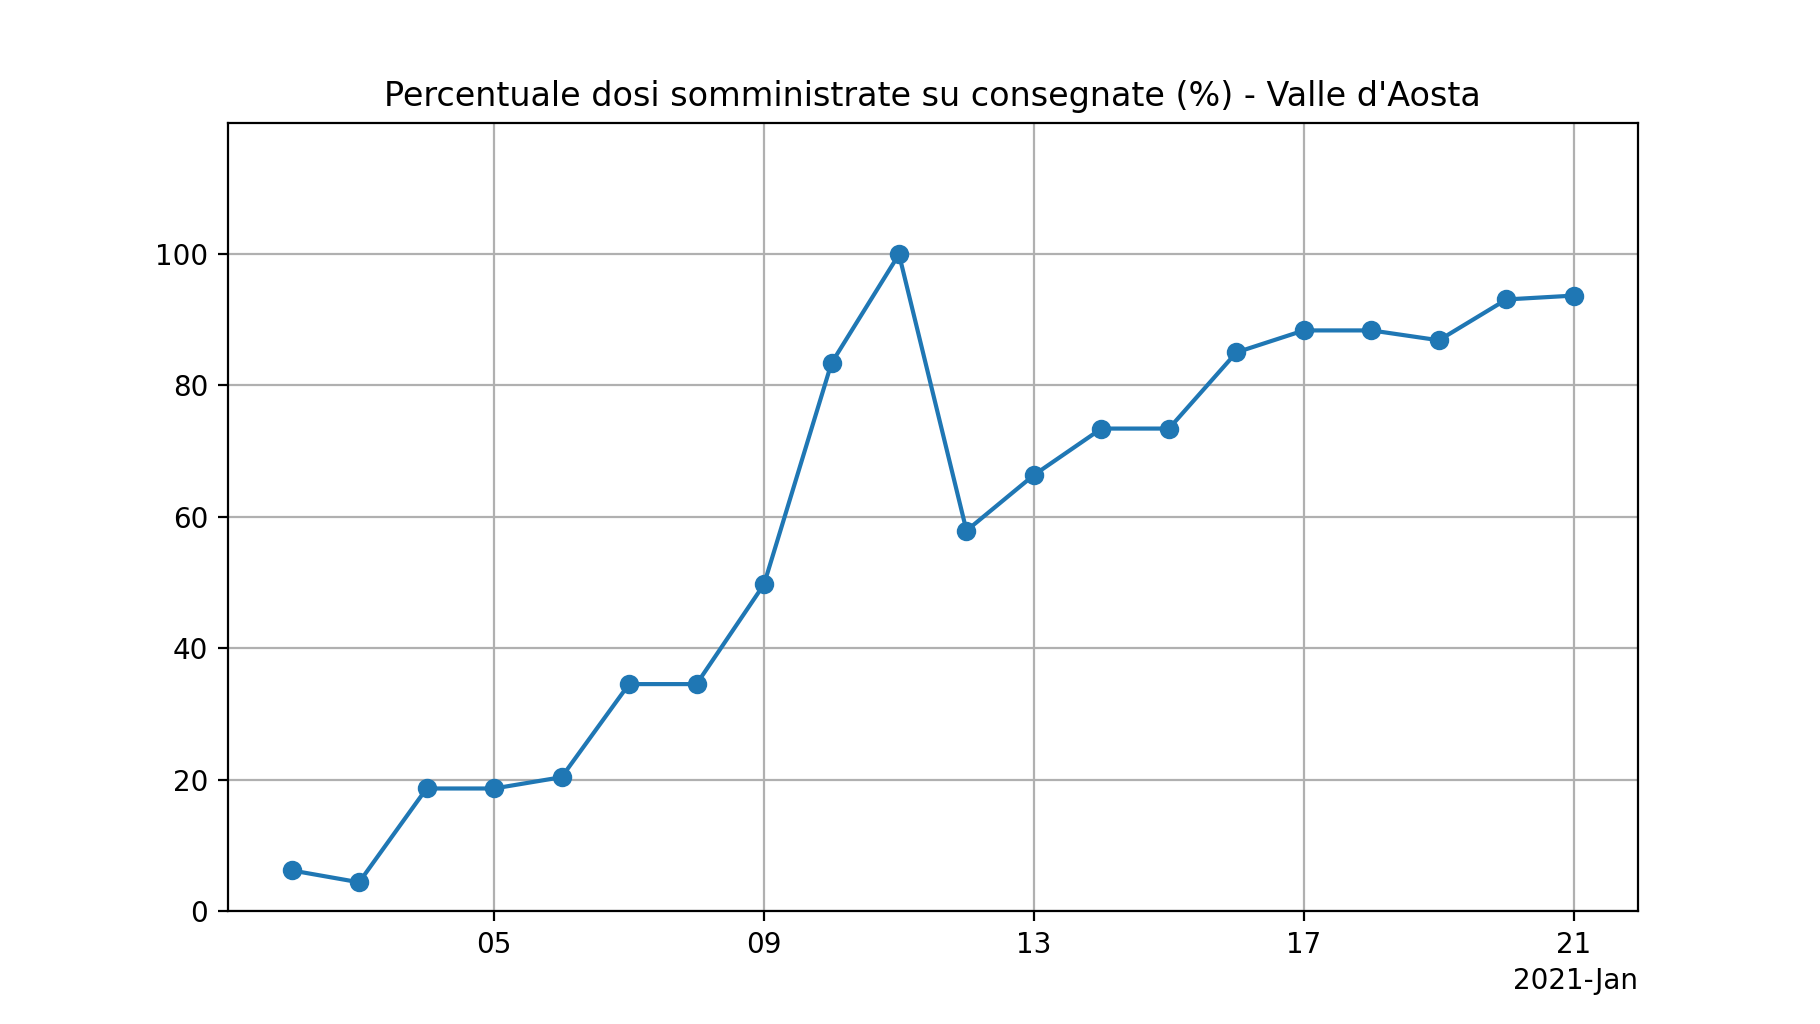 Percentuale dosi somministrate su consegnate (%) - Valle d'Aosta
100
80
60
40
20
0
05 09 13 17 21
2021-Jan